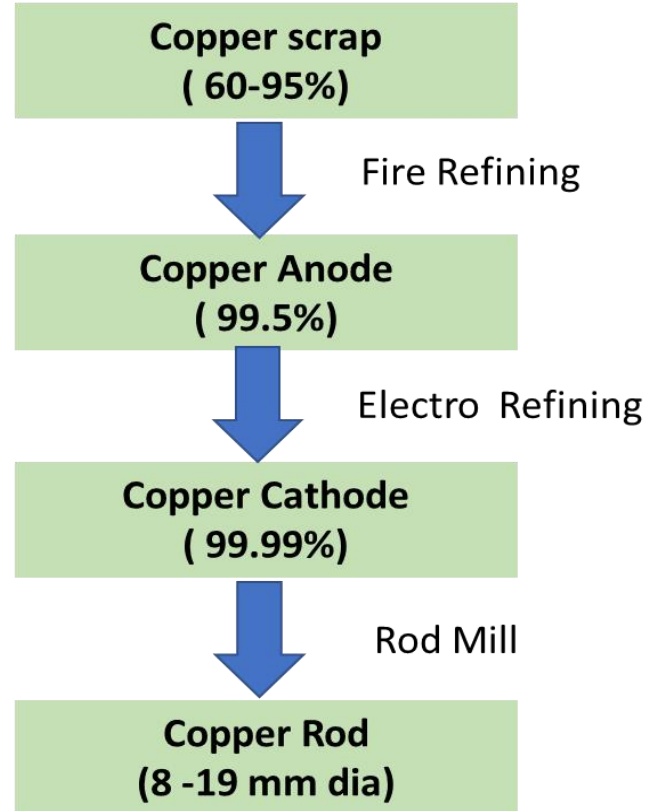 Copper scrap
( 60-95%)
Fire Refining
Copper Anode
( 99.5%)
Electro  Refining
Copper Cathode
( 99.99%)
Rod Mill
Copper Rod
(8 -19 mm dia)